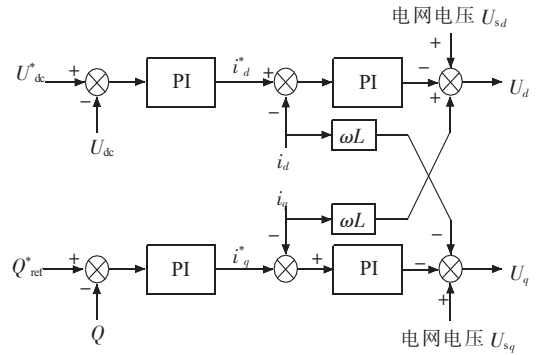 电网电压 U_sd
U*_dc + − PI i*_d + − PI − + + U_d
U_dc
ωL
i_d
i_q
ωL
Q*_ref + − PI i*_q − + PI − − + U_q
Q
电网电压 U_sq